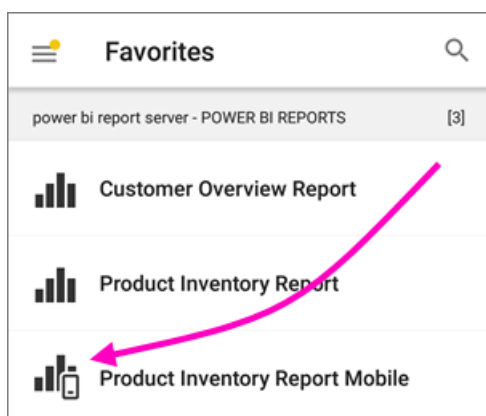 Favorites
power bi report server - POWER BI REPORTS [3]
Customer Overview Report
Product Inventory Report
Product Inventory Report Mobile